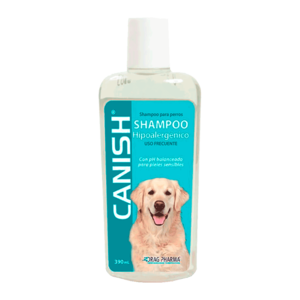 Shampoo para perros
SHAMPOO
Hipoalergénico
USO FRECUENTE
Con pH balanceado
para pieles sensibles
CANISH®
390 mL
DRAG PHARMA